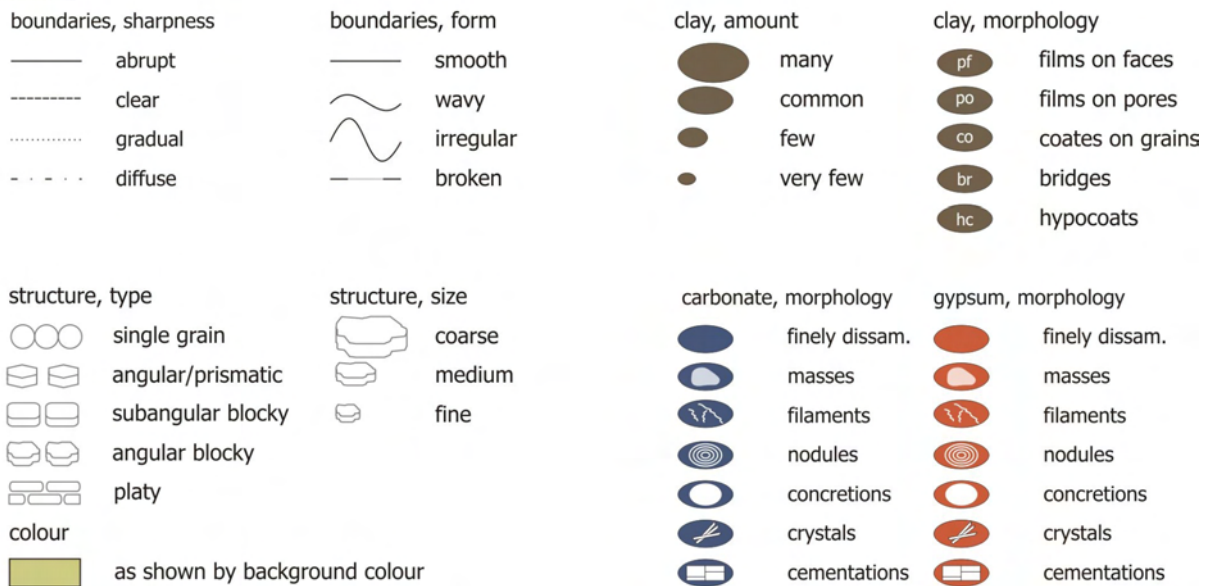 boundaries, sharpness
abrupt
clear
gradual
diffuse
boundaries, form
smooth
wavy
irregular
broken
clay, amount
many
common
few
very few
clay, morphology
pf films on faces
po films on pores
co coates on grains
br bridges
hc hypocoats
structure, type
single grain
angular/prismatic
subangular blocky
angular blocky
platy
colour
as shown by background colour
structure, size
coarse
medium
fine
carbonate, morphology
finely dissam.
masses
filaments
nodules
concretions
crystals
cementations
gypsum, morphology
finely dissam.
masses
filaments
nodules
concretions
crystals
cementations